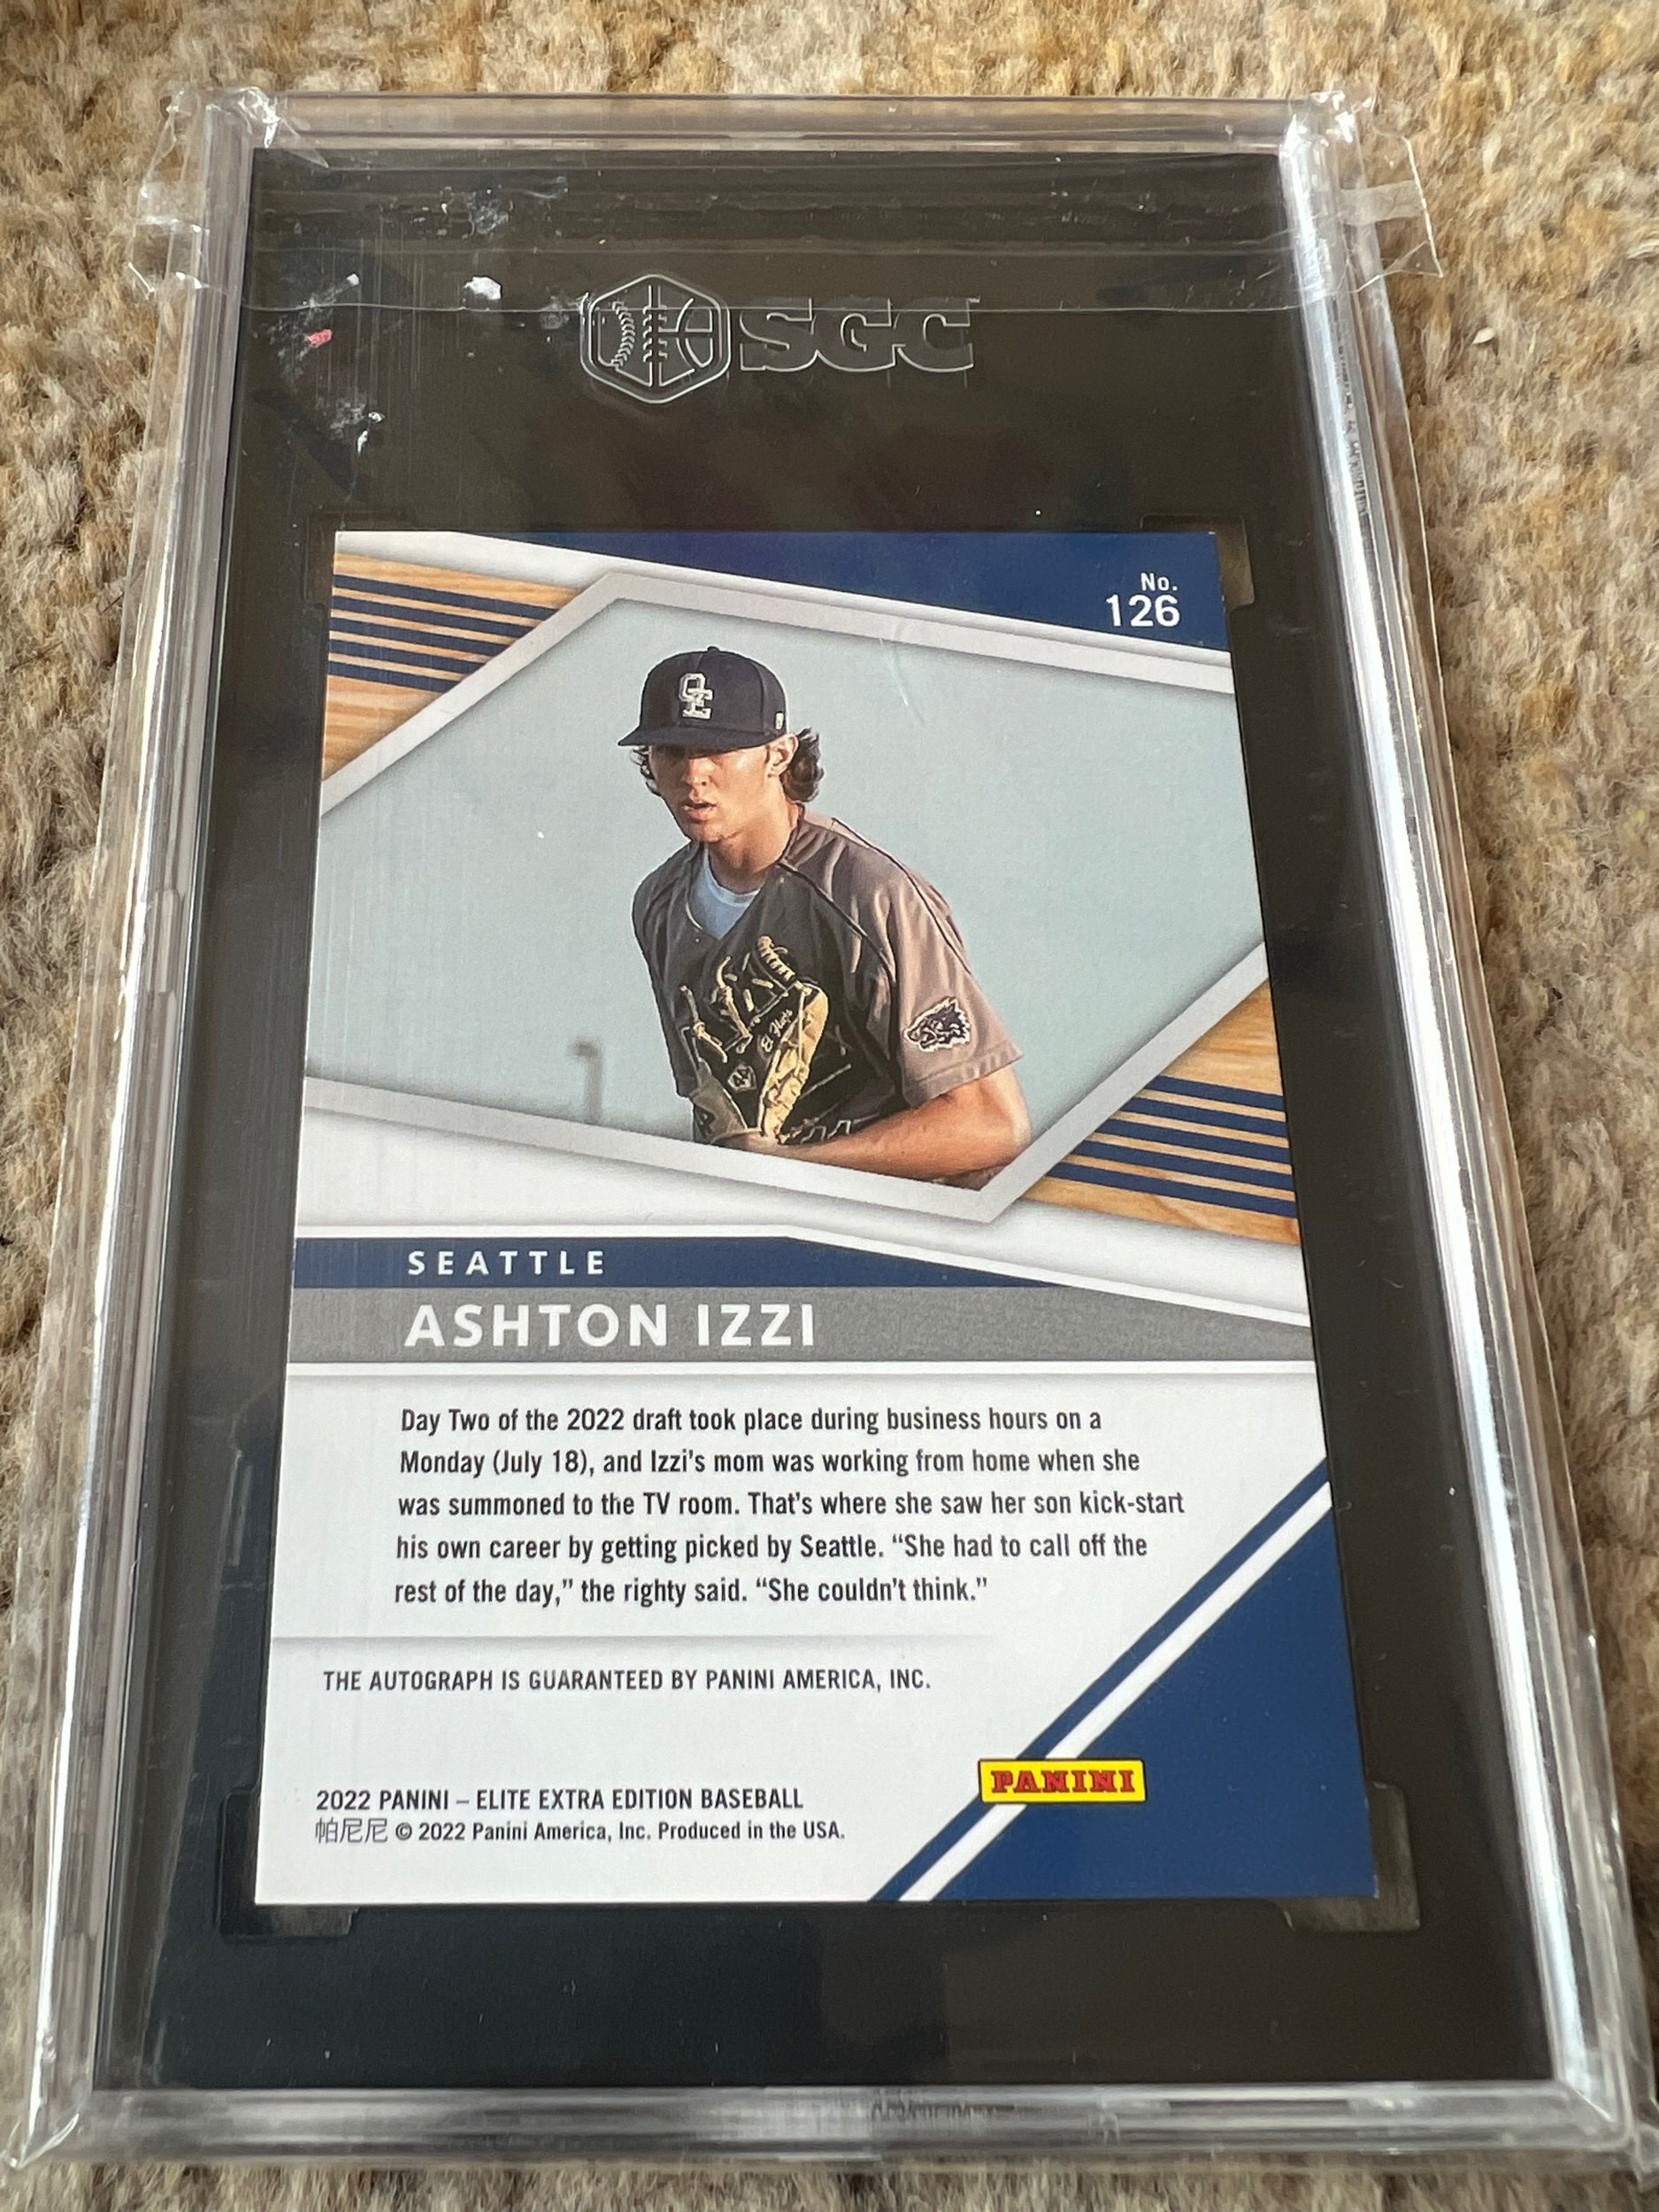 SGC
No.
126
OE
El Flaco
44
SEATTLE
ASHTON IZZI
Day Two of the 2022 draft took place during business hours on a
Monday (July 18), and Izzi's mom was working from home when she
was summoned to the TV room. That's where she saw her son kick-start
his own career by getting picked by Seattle. “She had to call off the
rest of the day,” the righty said. “She couldn't think.”
THE AUTOGRAPH IS GUARANTEED BY PANINI AMERICA, INC.
PANINI
2022 PANINI – ELITE EXTRA EDITION BASEBALL
帕尼尼 © 2022 Panini America, Inc. Produced in the USA.